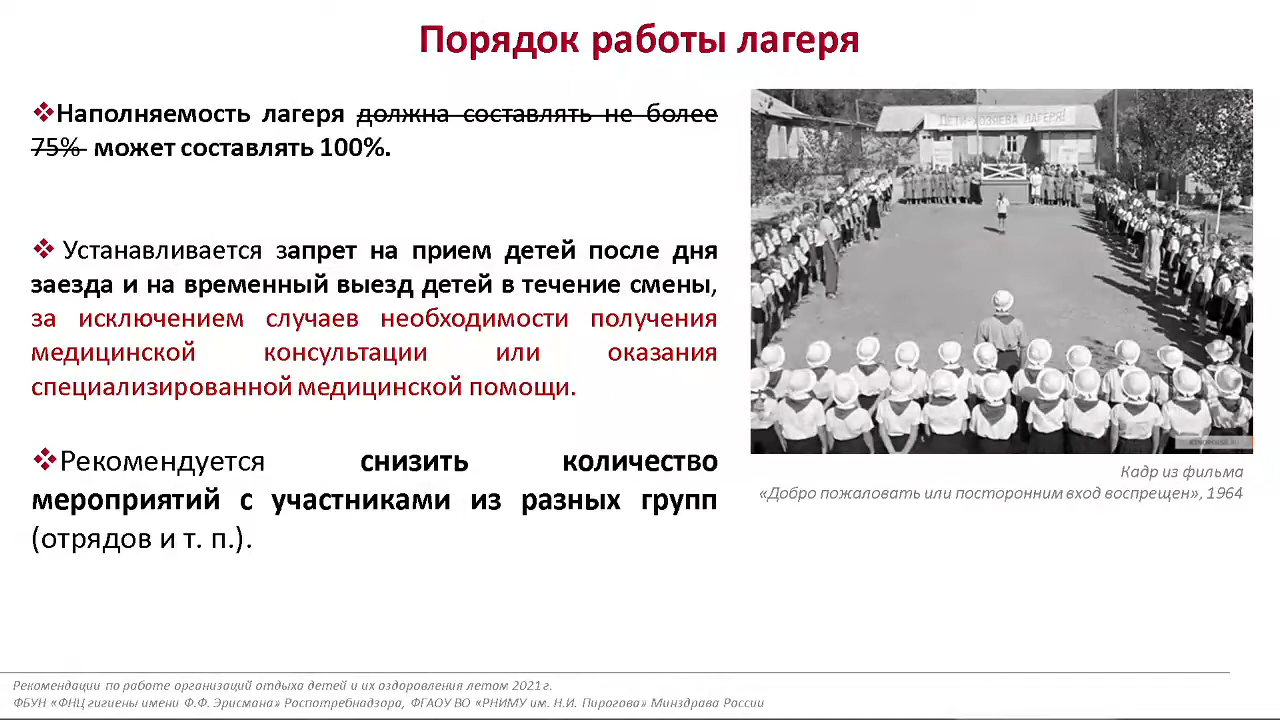 Порядок работы лагеря
❖Наполняемость лагеря должна составлять не более
75% может составлять 100%.
❖ Устанавливается запрет на прием детей после дня
заезда и на временный выезд детей в течение смены,
за исключением случаев необходимости получения
медицинской консультации или оказания
специализированной медицинской помощи.
❖Рекомендуется снизить количество
мероприятий с участниками из разных групп
(отрядов и т. п.).
ДЕТИ-ХОЗЯЕВА ЛАГЕРЯ!
KINOPOISK.RU
Кадр из фильма
«Добро пожаловать или посторонним вход воспрещен», 1964
Рекомендации по работе организаций отдыха детей и их оздоровления летом 2021 г.
ФБУН «ФНЦ гигиены имени Ф.Ф. Эрисмана» Роспотребнадзора, ФГАОУ ВО «РНИМУ им. Н.И. Пирогова» Минздрава России